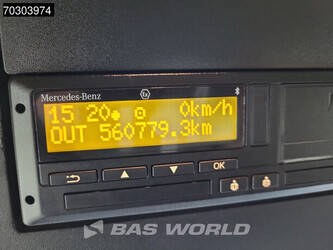 70303974
Mercedes-Benz
15 20 0km/h
OUT 560779.3km
OK
BAS WORLD